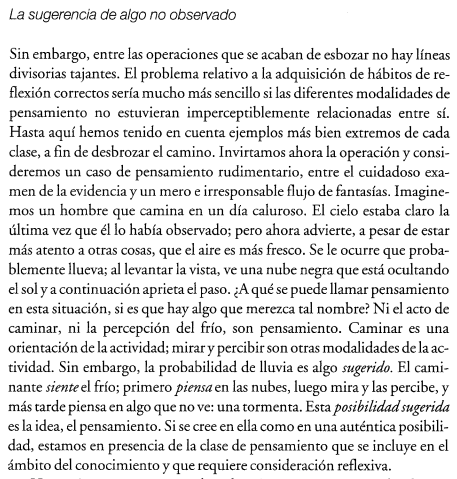 La sugerencia de algo no observado
Sin embargo, entre las operaciones que se acaban de esbozar no hay líneas
divisorias tajantes. El problema relativo a la adquisición de hábitos de re-
flexión correctos sería mucho más sencillo si las diferentes modalidades de
pensamiento no estuvieran imperceptiblemente relacionadas entre sí.
Hasta aquí hemos tenido en cuenta ejemplos más bien extremos de cada
clase, a fin de desbrozar el camino. Invirtamos ahora la operación y consi-
deremos un caso de pensamiento rudimentario, entre el cuidadoso exa-
men de la evidencia y un mero e irresponsable flujo de fantasías. Imagine-
mos un hombre que camina en un día caluroso. El cielo estaba claro la
última vez que él lo había observado; pero ahora advierte, a pesar de estar
más atento a otras cosas, que el aire es más fresco. Se le ocurre que proba-
blemente llueva; al levantar la vista, ve una nube negra que está ocultando
el sol y a continuación aprieta el paso. ¿A qué se puede llamar pensamiento
en esta situación, si es que hay algo que merezca tal nombre? Ni el acto de
caminar, ni la percepción del frío, son pensamiento. Caminar es una
orientación de la actividad; mirar y percibir son otras modalidades de la ac-
tividad. Sin embargo, la probabilidad de lluvia es algo sugerido. El cami-
nante siente el frío; primero piensa en las nubes, luego mira y las percibe, y
más tarde piensa en algo que no ve: una tormenta. Esta posibilidad sugerida
es la idea, el pensamiento. Si se cree en ella como en una auténtica posibili-
dad, estamos en presencia de la clase de pensamiento que se incluye en el
ámbito del conocimiento y que requiere consideración reflexiva.